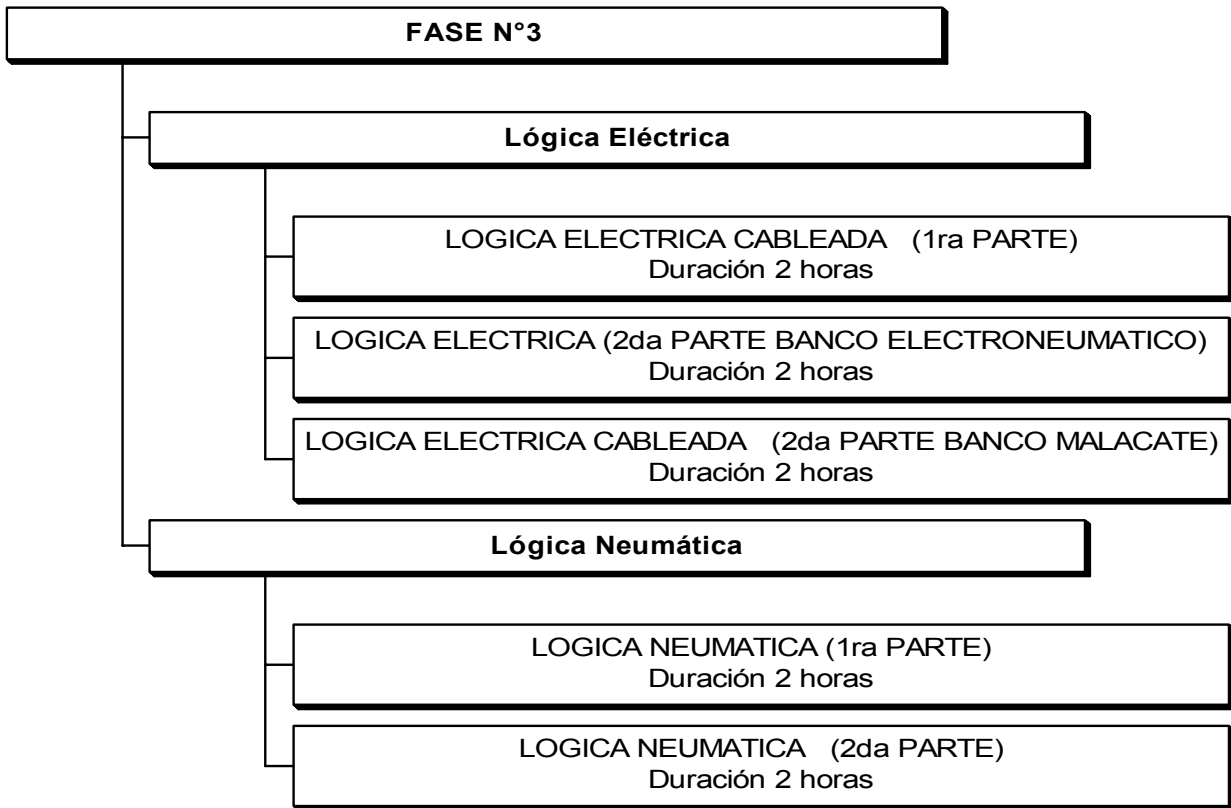 FASE N°3
Lógica Eléctrica
LOGICA ELECTRICA CABLEADA (1ra PARTE)
Duración 2 horas
LOGICA ELECTRICA (2da PARTE BANCO ELECTRONEUMATICO)
Duración 2 horas
LOGICA ELECTRICA CABLEADA (2da PARTE BANCO MALACATE)
Duración 2 horas
Lógica Neumática
LOGICA NEUMATICA (1ra PARTE)
Duración 2 horas
LOGICA NEUMATICA (2da PARTE)
Duración 2 horas